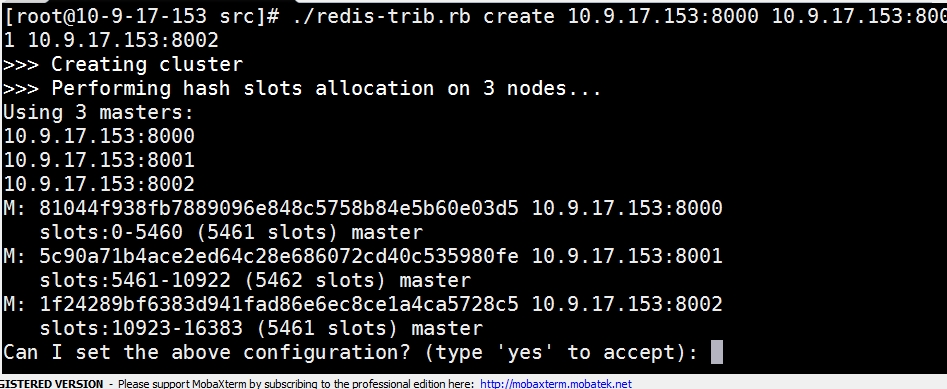 [root@10-9-17-153 src]# ./redis-trib.rb create 10.9.17.153:8000 10.9.17.153:800
1 10.9.17.153:8002
>>> Creating cluster
>>> Performing hash slots allocation on 3 nodes...
Using 3 masters:
10.9.17.153:8000
10.9.17.153:8001
10.9.17.153:8002
M: 81044f938fb7889096e848c5758b84e5b60e03d5 10.9.17.153:8000
   slots:0-5460 (5461 slots) master
M: 5c90a71b4ace2ed64c28e686072cd40c535980fe 10.9.17.153:8001
   slots:5461-10922 (5462 slots) master
M: 1f24289bf6383d941fad86e6ec8ce1a4ca5728c5 10.9.17.153:8002
   slots:10923-16383 (5461 slots) master
Can I set the above configuration? (type 'yes' to accept):
GISTERED VERSION - Please support MobaXterm by subscribing to the professional edition here: http://mobaxterm.mobatek.net